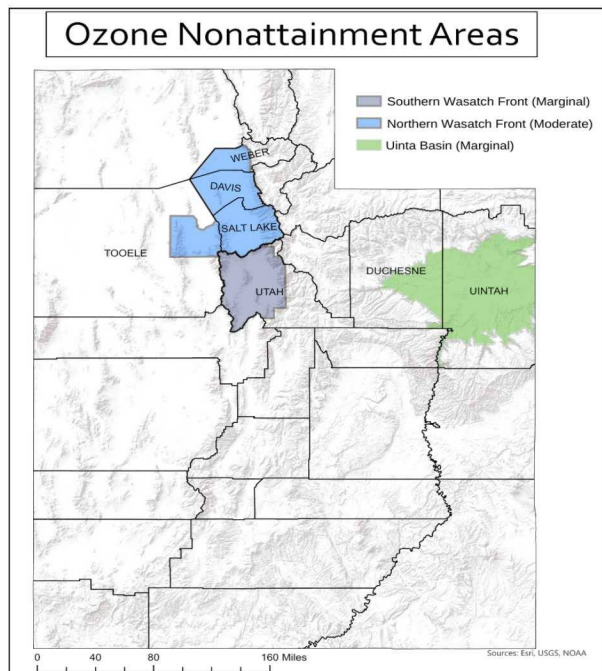 Ozone Nonattainment Areas
Southern Wasatch Front (Marginal)
Northern Wasatch Front (Moderate)
Uinta Basin (Marginal)
WEBER
DAVIS
SALT LAKE
TOOELE
DUCHESNE
UTAH
UINTAH
0 40 80 160 Miles
Sources: Esri, USGS, NOAA